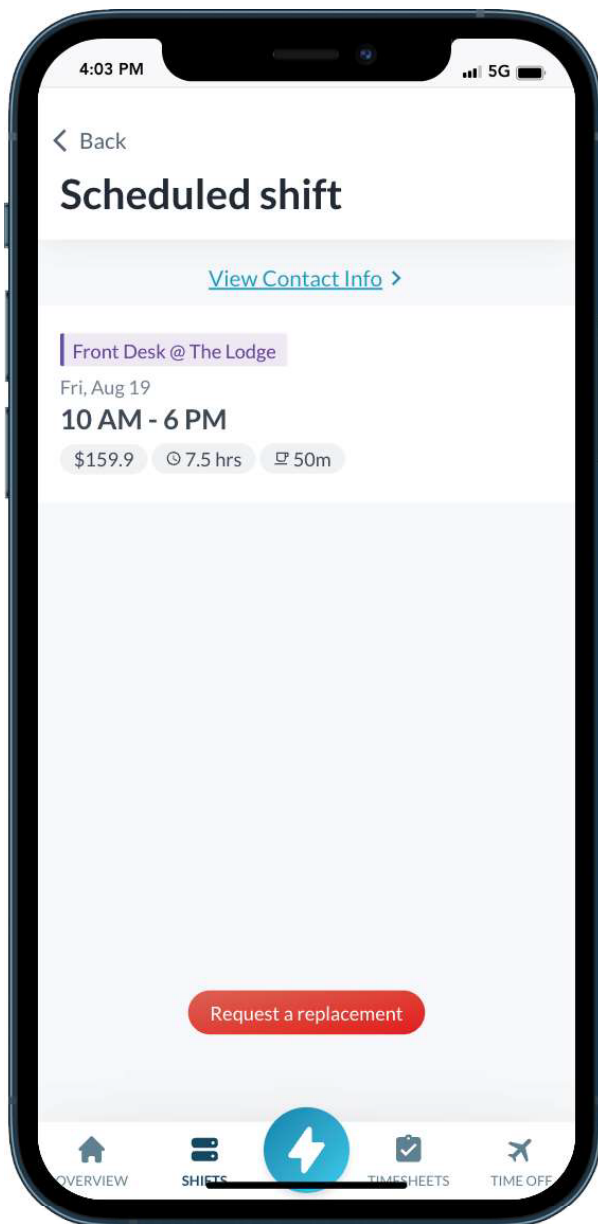 4:03 PM 5G
Back
Scheduled shift
View Contact Info
Front Desk @ The Lodge
Fri, Aug 19
10 AM - 6 PM
$159.9 7.5 hrs 50m
Request a replacement
OVERVIEW SHIFTS TIMESHEETS TIME OFF